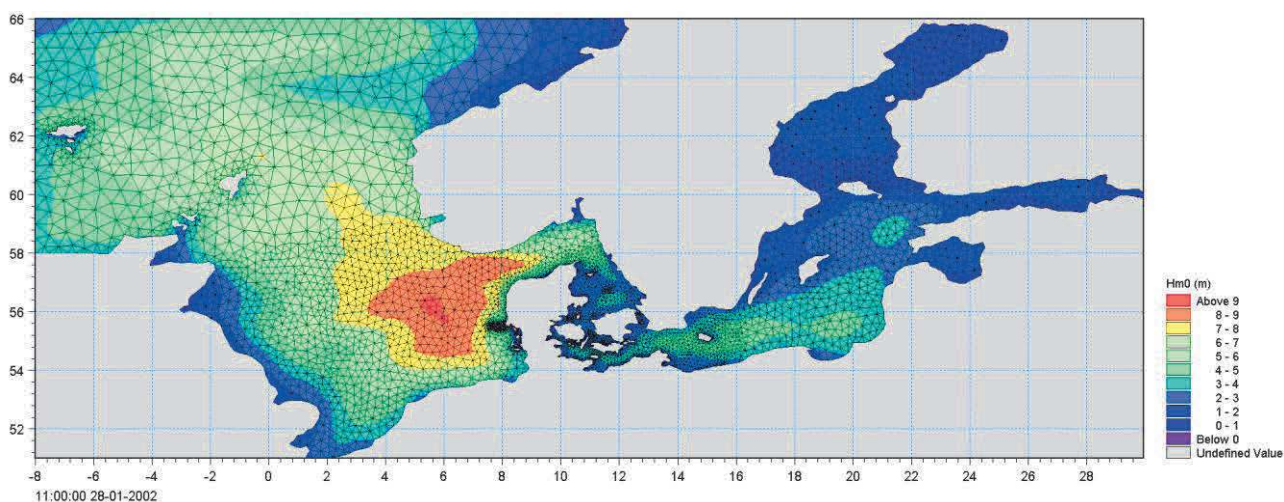 66
64
62
60
58
56
54
52
-8 -6 -4 -2 0 2 4 6 8 10 12 14 16 18 20 22 24 26 28
11:00:00 28-01-2002
Hm0 (m)
Above 9
8 - 9
7 - 8
6 - 7
5 - 6
4 - 5
3 - 4
2 - 3
1 - 2
0 - 1
Below 0
Undefined Value